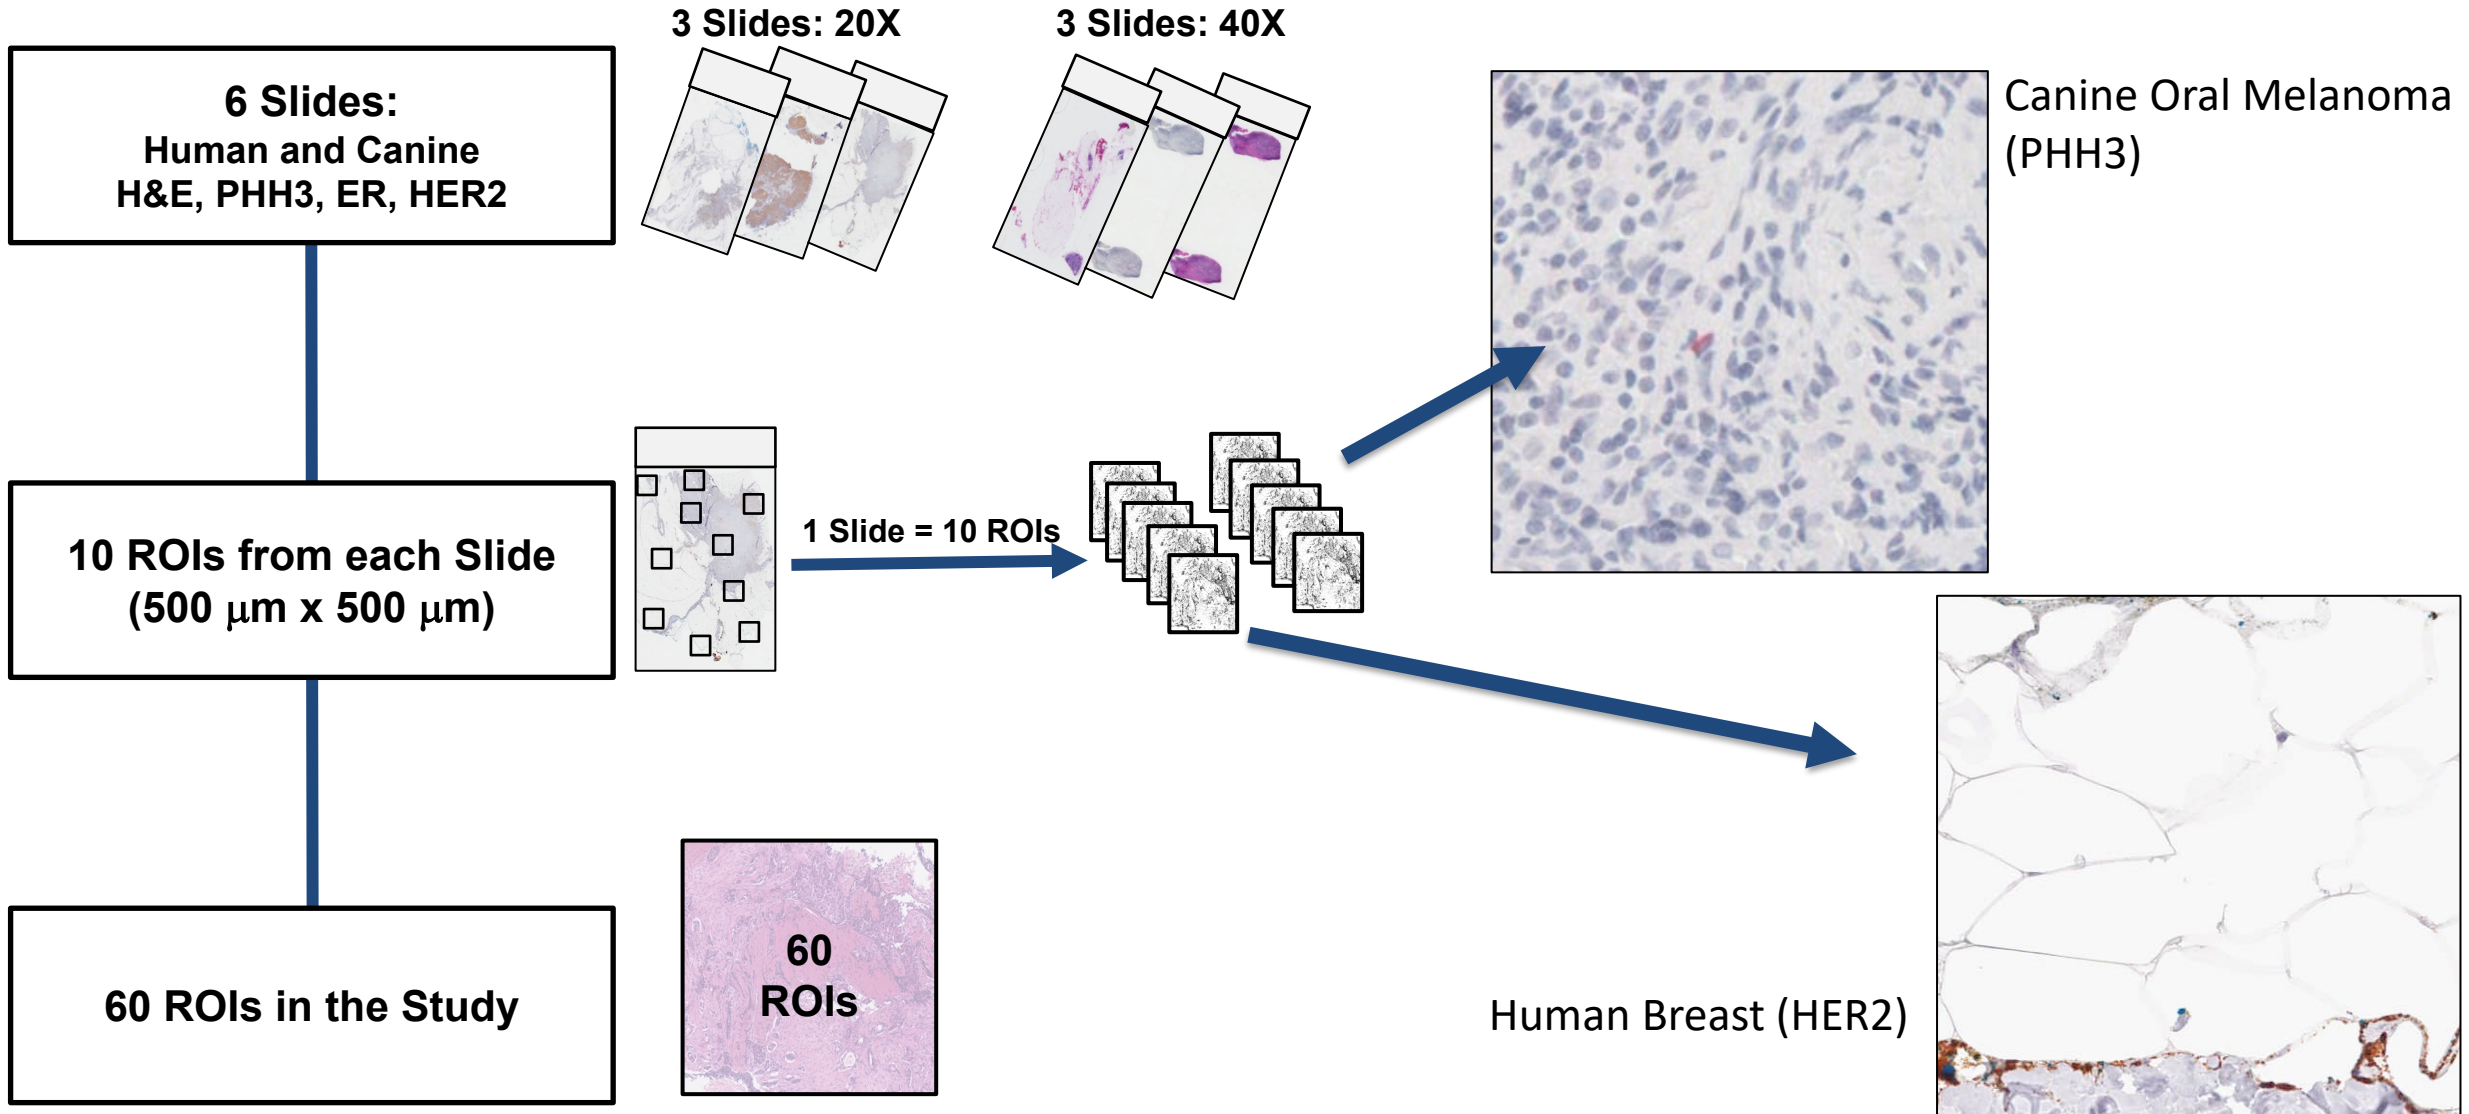 3 Slides: 20X
3 Slides: 40X
6 Slides:
Human and Canine
H&E, PHH3, ER, HER2
Canine Oral Melanoma
(PHH3)
10 ROIs from each Slide
(500 µm x 500 µm)
1 Slide = 10 ROIs
60 ROIs in the Study
60
ROIs
Human Breast (HER2)